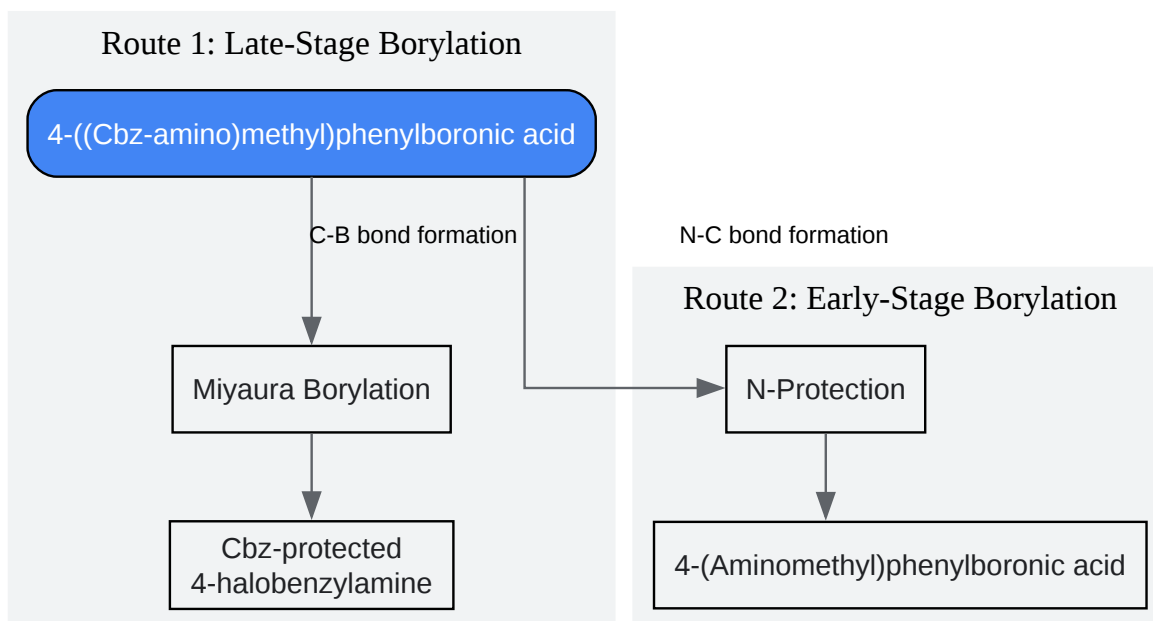 Route 1: Late-Stage Borylation
4-((Cbz-amino)methyl)phenylboronic acid
C-B bond formation
N-C bond formation
Route 2: Early-Stage Borylation
Miyaura Borylation
N-Protection
Cbz-protected
4-halobenzylamine
4-(Aminomethyl)phenylboronic acid